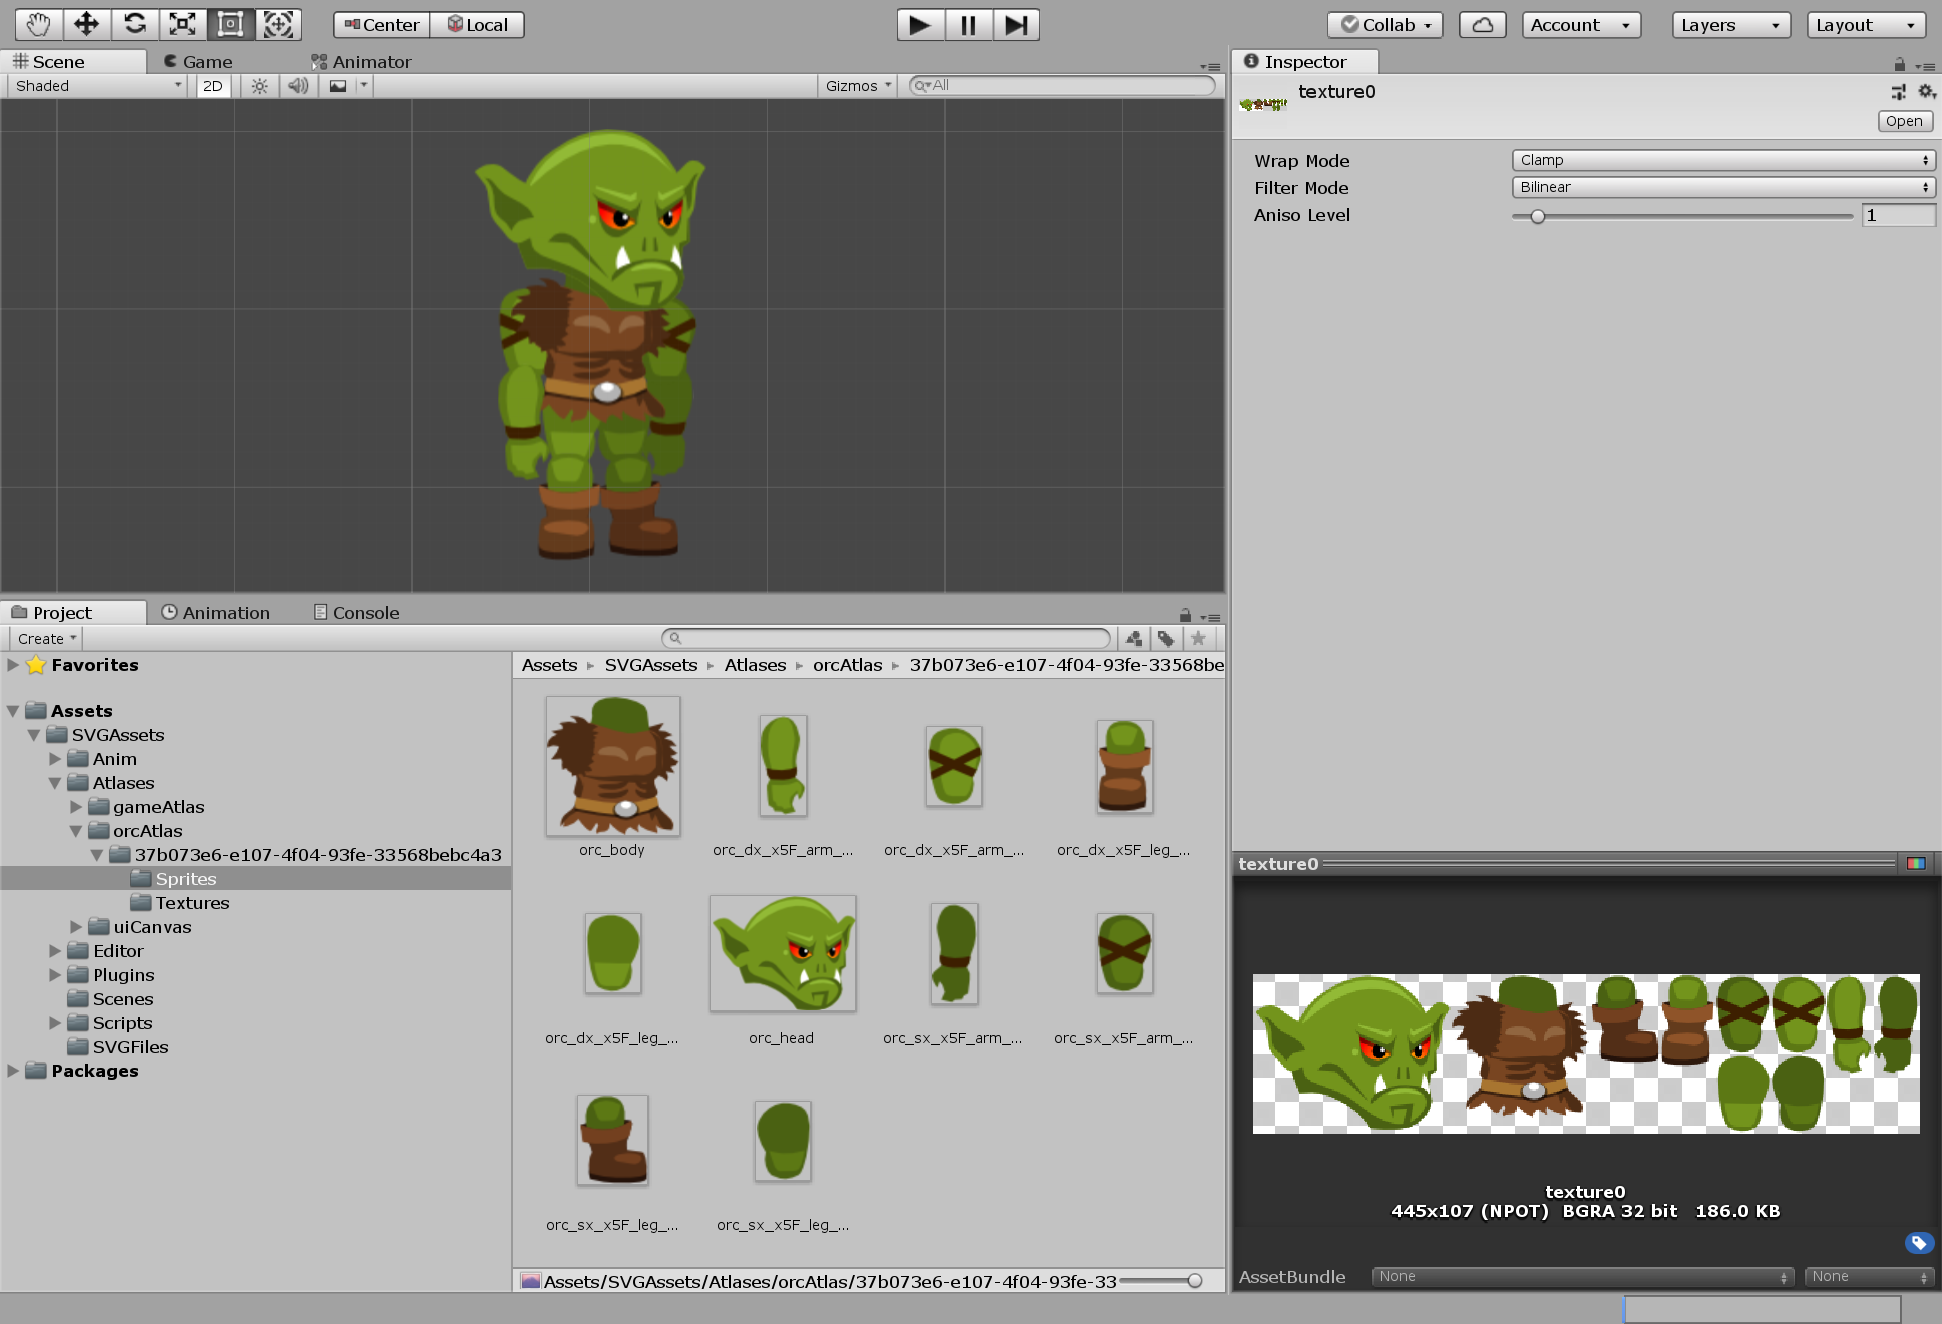 Center Local Collab Account Layers Layout
Scene Game Animator
Shaded 2D Gizmos All
Inspector
texture0
Open
Wrap Mode Clamp
Filter Mode Bilinear
Aniso Level 1
Project Animation Console
Create
Favorites
Assets
SVGAssets
Anim
Atlases
gameAtlas
orcAtlas
37b073e6-e107-4f04-93fe-33568bebc4a3
Sprites
Textures
uiCanvas
Editor
Plugins
Scenes
Scripts
SVGFiles
Packages
Assets SVGAssets Atlases orcAtlas 37b073e6-e107-4f04-93fe-33568be
orc_body orc_dx_x5F_arm_... orc_dx_x5F_arm_... orc_dx_x5F_leg_...
orc_dx_x5F_leg_... orc_head orc_sx_x5F_arm_... orc_sx_x5F_arm_...
orc_sx_x5F_leg_... orc_sx_x5F_leg_...
Assets/SVGAssets/Atlases/orcAtlas/37b073e6-e107-4f04-93fe-33
texture0
texture0
445x107 (NPOT) BGRA 32 bit 186.0 KB
AssetBundle None None